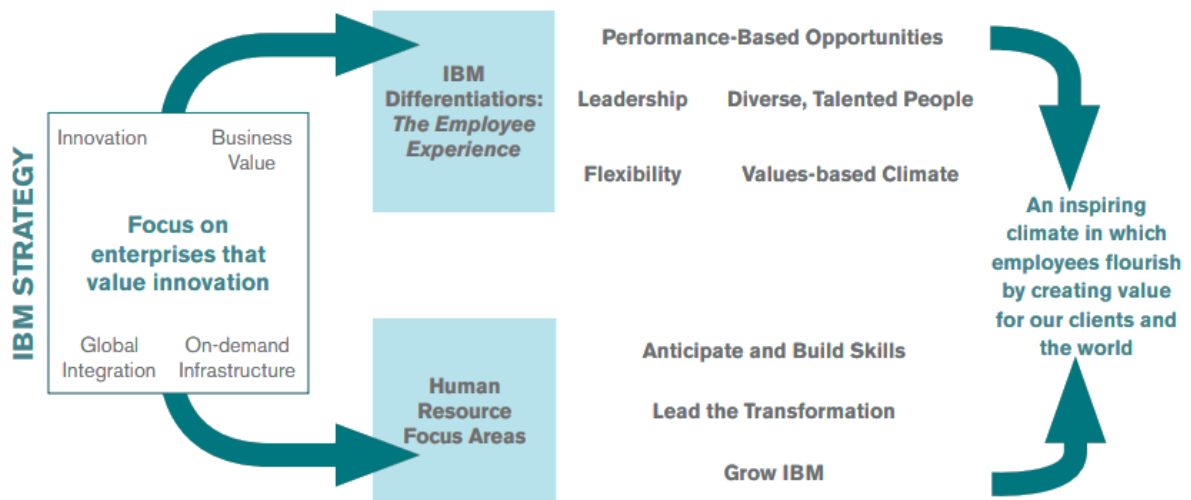 IBM STRATEGY
Innovation
Business
Value
Focus on
enterprises that
value innovation
Global
Integration
On-demand
Infrastructure
IBM
Differentiatiors:
The Employee
Experience
Performance-Based Opportunities
Leadership
Diverse, Talented People
Flexibility
Values-based Climate
Human
Resource
Focus Areas
Anticipate and Build Skills
Lead the Transformation
Grow IBM
An inspiring
climate in which
employees flourish
by creating value
for our clients and
the world